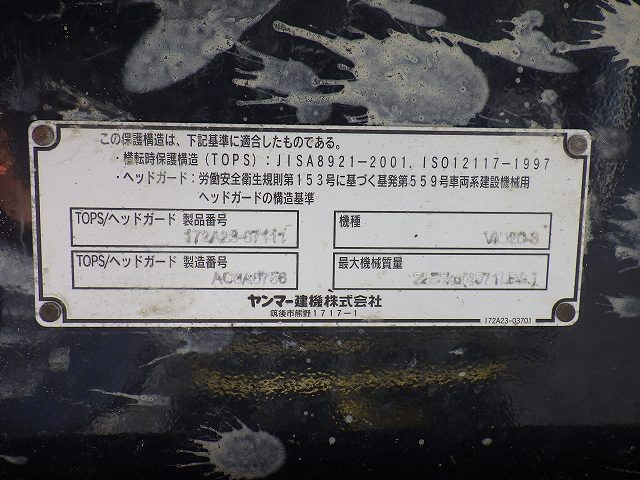 この保護構造は、下記基準に適合したものである。
・横転時保護構造(TOPS):JISA8921-2001、ISO12117-1997
・ヘッドガード:労働安全衛生規則第153号に基づく基発第559号車両系建設機械用
ヘッドガードの構造基準
TOPS/ヘッドガード 製品番号
機種
TOPS/ヘッドガード 製造番号
最大機械質量
ヤンマー建機株式会社
筑後市熊野1717-1
172A23-03701